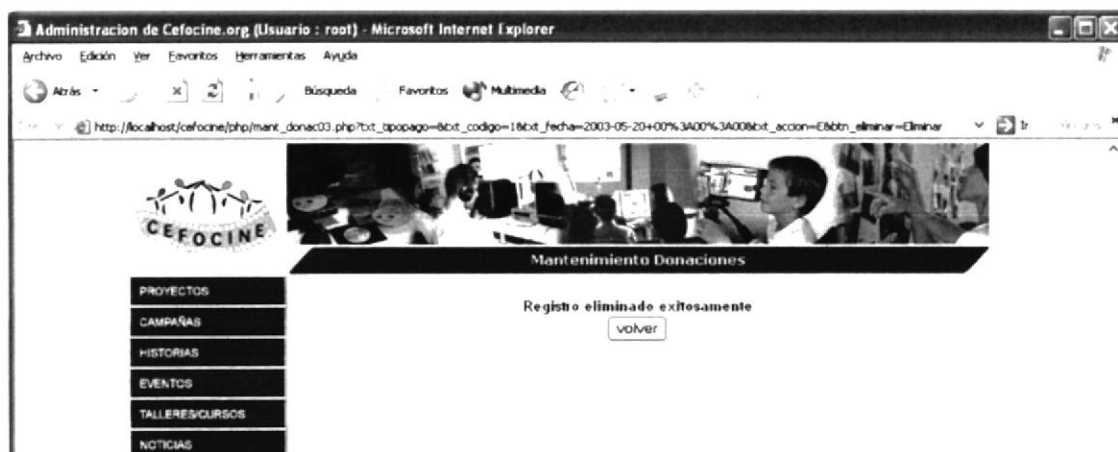 Administracion de Cefocine.org (Usuario : root) - Microsoft Internet Explorer
Archivo Edición Ver Favoritos Herramientas Ayuda
Atrás Búsqueda Favoritos Multimedia
http://localhost/cefocine/php/mant_donac03.php?txt_tipopago=&txt_codigo=1&txt_fecha=2003-05-20+00%3A00%3A00&txt_accion=E&btn_eliminar=Eliminar Ir
CEFOCINE
Mantenimiento Donaciones
PROYECTOS
Registro eliminado exitosamente
volver
CAMPAÑAS
HISTORIAS
EVENTOS
TALLERES/CURSOS
NOTICIAS